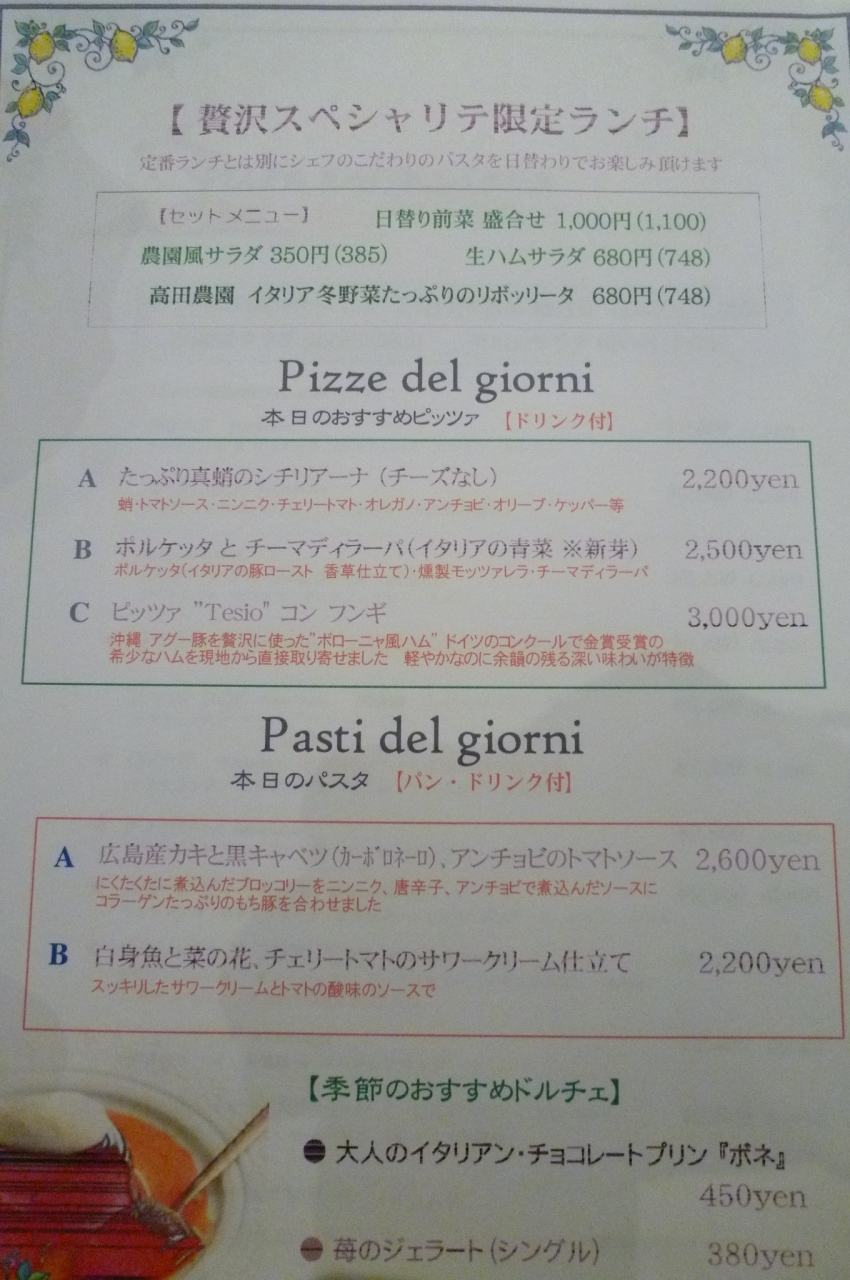 【贅沢スペシャリテ限定ランチ】
定番ランチとは別にシェフのこだわりのパスタを日替わりでお楽しみ頂けます
【セットメニュー】 日替り前菜 盛合せ 1,000円(1,100)
農園風サラダ 350円(385) 生ハムサラダ 680円(748)
高田農園 イタリア冬野菜たっぷりのリボッリータ 680円(748)
Pizze del giorni
本日のおすすめピッツァ 【ドリンク付】
A たっぷり真蛸のシチリアーナ (チーズなし) 2,200yen
蛸・トマトソース・ニンニク・チェリートマト・オレガノ・アンチョビ・オリーブ・ケッパー等
B ポルケッタ と チーマディラーパ(イタリアの青菜 ※新芽) 2,500yen
ポルケッタ(イタリアの豚ロースト 香草仕立て)・燻製モッツァレラ・チーマディラーパ
C ピッツァ ”Tesio” コン フンギ 3,000yen
沖縄 アグー豚を贅沢に使った”ボローニャ風ハム” ドイツのコンクールで金賞受賞の
希少なハムを現地から直接取り寄せました 軽やかなのに余韻の残る深い味わいが特徴
Pasti del giorni
本日のパスタ 【パン・ドリンク付】
A 広島産カキと黒キャベツ(カーボロネーロ)、アンチョビのトマトソース 2,600yen
にくたくたに煮込んだブロッコリーをニンニク、唐辛子、アンチョビで煮込んだソースに
コラーゲンたっぷりのもち豚を合わせました
B 白身魚と菜の花、チェリートマトのサワークリーム仕立て 2,200yen
スッキリしたサワークリームとトマトの酸味のソースで
【季節のおすすめドルチェ】
● 大人のイタリアン・チョコレートプリン『ボネ』
450yen
● 苺のジェラート(シングル) 380yen